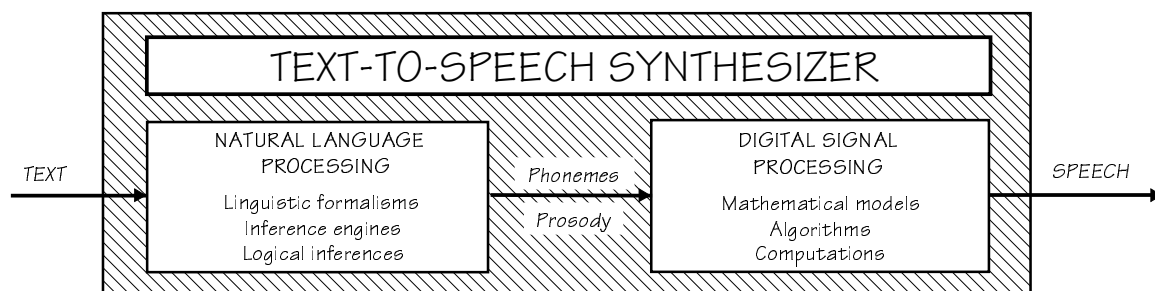 TEXT-TO-SPEECH SYNTHESIZER
TEXT
NATURAL LANGUAGE
PROCESSING
Linguistic formalisms
Inference engines
Logical inferences
Phonemes
Prosody
DIGITAL SIGNAL
PROCESSING
Mathematical models
Algorithms
Computations
SPEECH